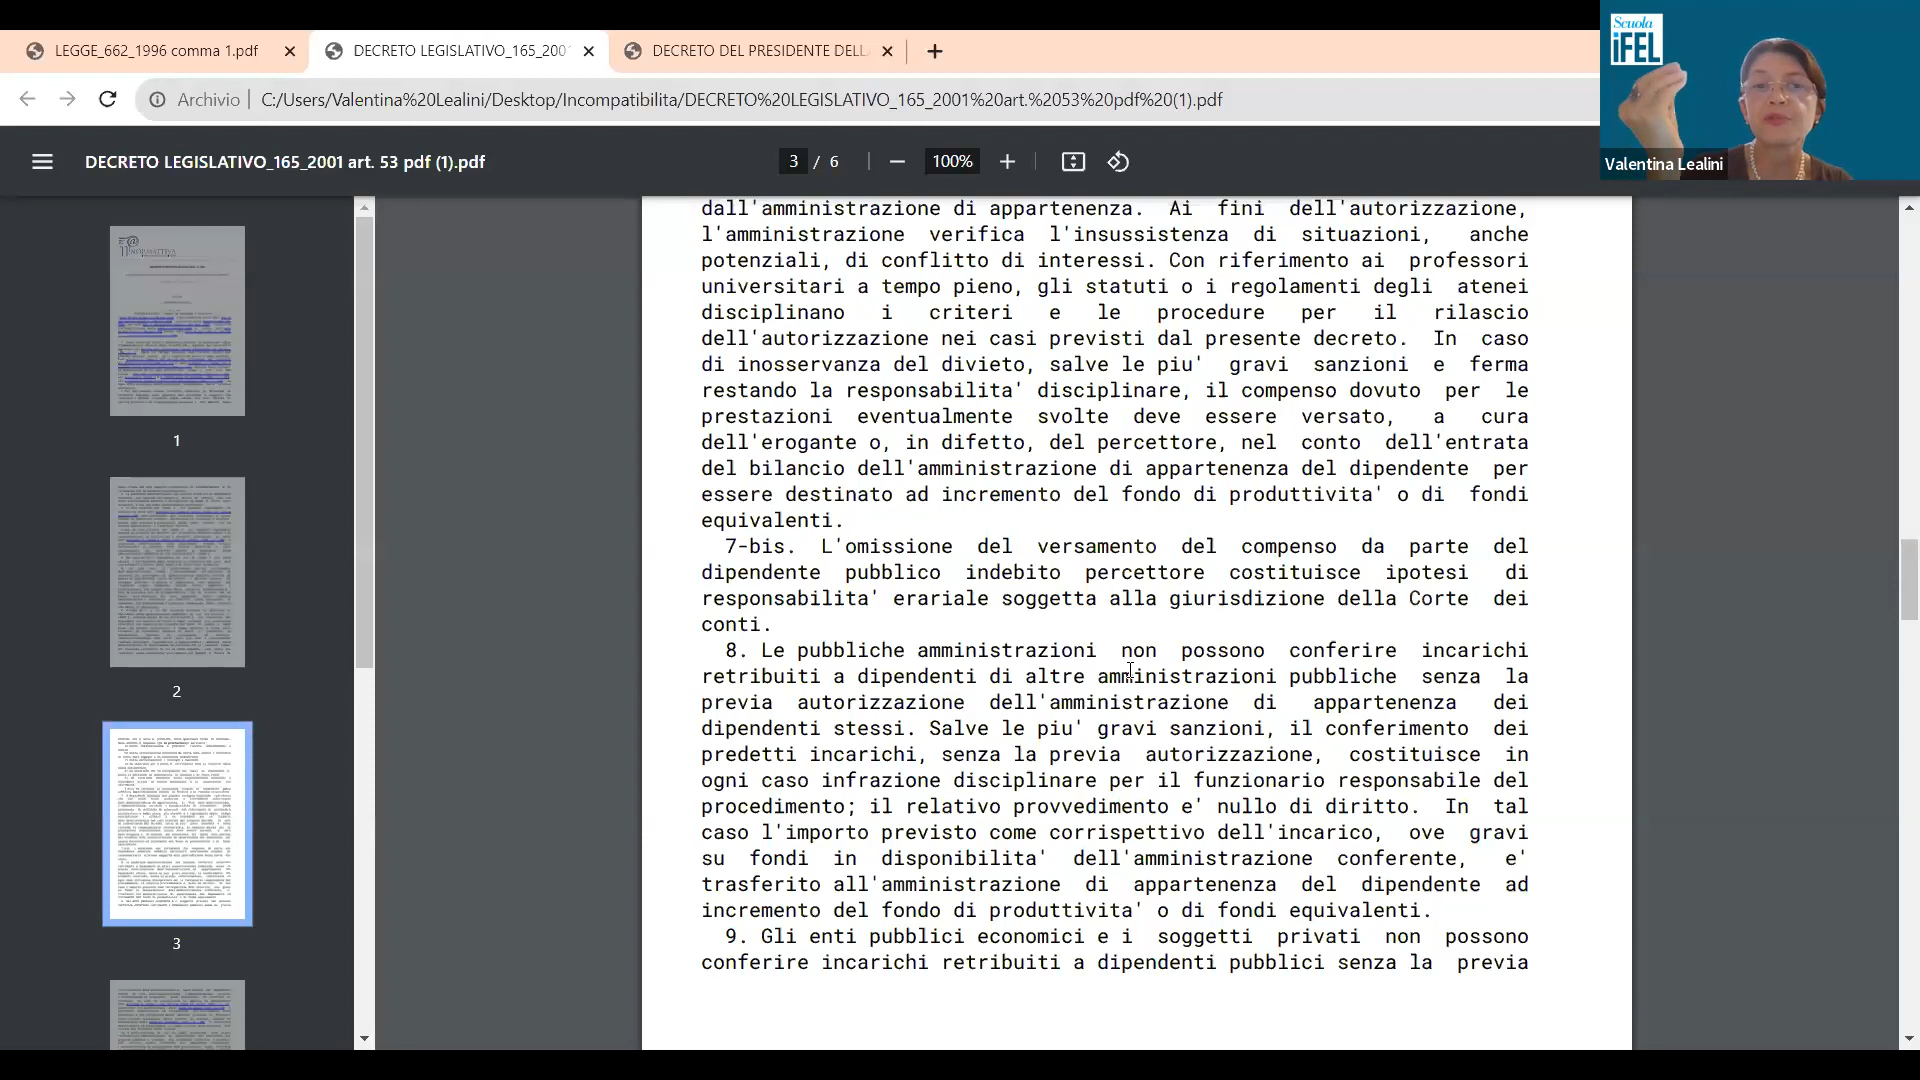 LEGGE_662_1996 comma 1.pdf
DECRETO LEGISLATIVO_165_2001
DECRETO DEL PRESIDENTE DELL
Archivio
C:/Users/Valentina%20Lealini/Desktop/Incompatibilita/DECRETO%20LEGISLATIVO_165_2001%20art.%2053%20pdf%20(1).pdf
Scuola
iFEL
Valentina Lealini
DECRETO LEGISLATIVO_165_2001 art. 53 pdf (1).pdf
3 / 6
100%
1
2
3
dall'amministrazione di appartenenza. Ai fini dell'autorizzazione,
l'amministrazione verifica l'insussistenza di situazioni, anche
potenziali, di conflitto di interessi. Con riferimento ai professori
universitari a tempo pieno, gli statuti o i regolamenti degli atenei
disciplinano i criteri e le procedure per il rilascio
dell'autorizzazione nei casi previsti dal presente decreto. In caso
di inosservanza del divieto, salve le piu' gravi sanzioni e ferma
restando la responsabilita' disciplinare, il compenso dovuto per le
prestazioni eventualmente svolte deve essere versato, a cura
dell'erogante o, in difetto, del percettore, nel conto dell'entrata
del bilancio dell'amministrazione di appartenenza del dipendente per
essere destinato ad incremento del fondo di produttivita' o di fondi
equivalenti.
7-bis. L'omissione del versamento del compenso da parte del
dipendente pubblico indebito percettore costituisce ipotesi di
responsabilita' erariale soggetta alla giurisdizione della Corte dei
conti.
8. Le pubbliche amministrazioni non possono conferire incarichi
retribuiti a dipendenti di altre amministrazioni pubbliche senza la
previa autorizzazione dell'amministrazione di appartenenza dei
dipendenti stessi. Salve le piu' gravi sanzioni, il conferimento dei
predetti incarichi, senza la previa autorizzazione, costituisce in
ogni caso infrazione disciplinare per il funzionario responsabile del
procedimento; il relativo provvedimento e' nullo di diritto. In tal
caso l'importo previsto come corrispettivo dell'incarico, ove gravi
su fondi in disponibilita' dell'amministrazione conferente, e'
trasferito all'amministrazione di appartenenza del dipendente ad
incremento del fondo di produttivita' o di fondi equivalenti.
9. Gli enti pubblici economici e i soggetti privati non possono
conferire incarichi retribuiti a dipendenti pubblici senza la previa